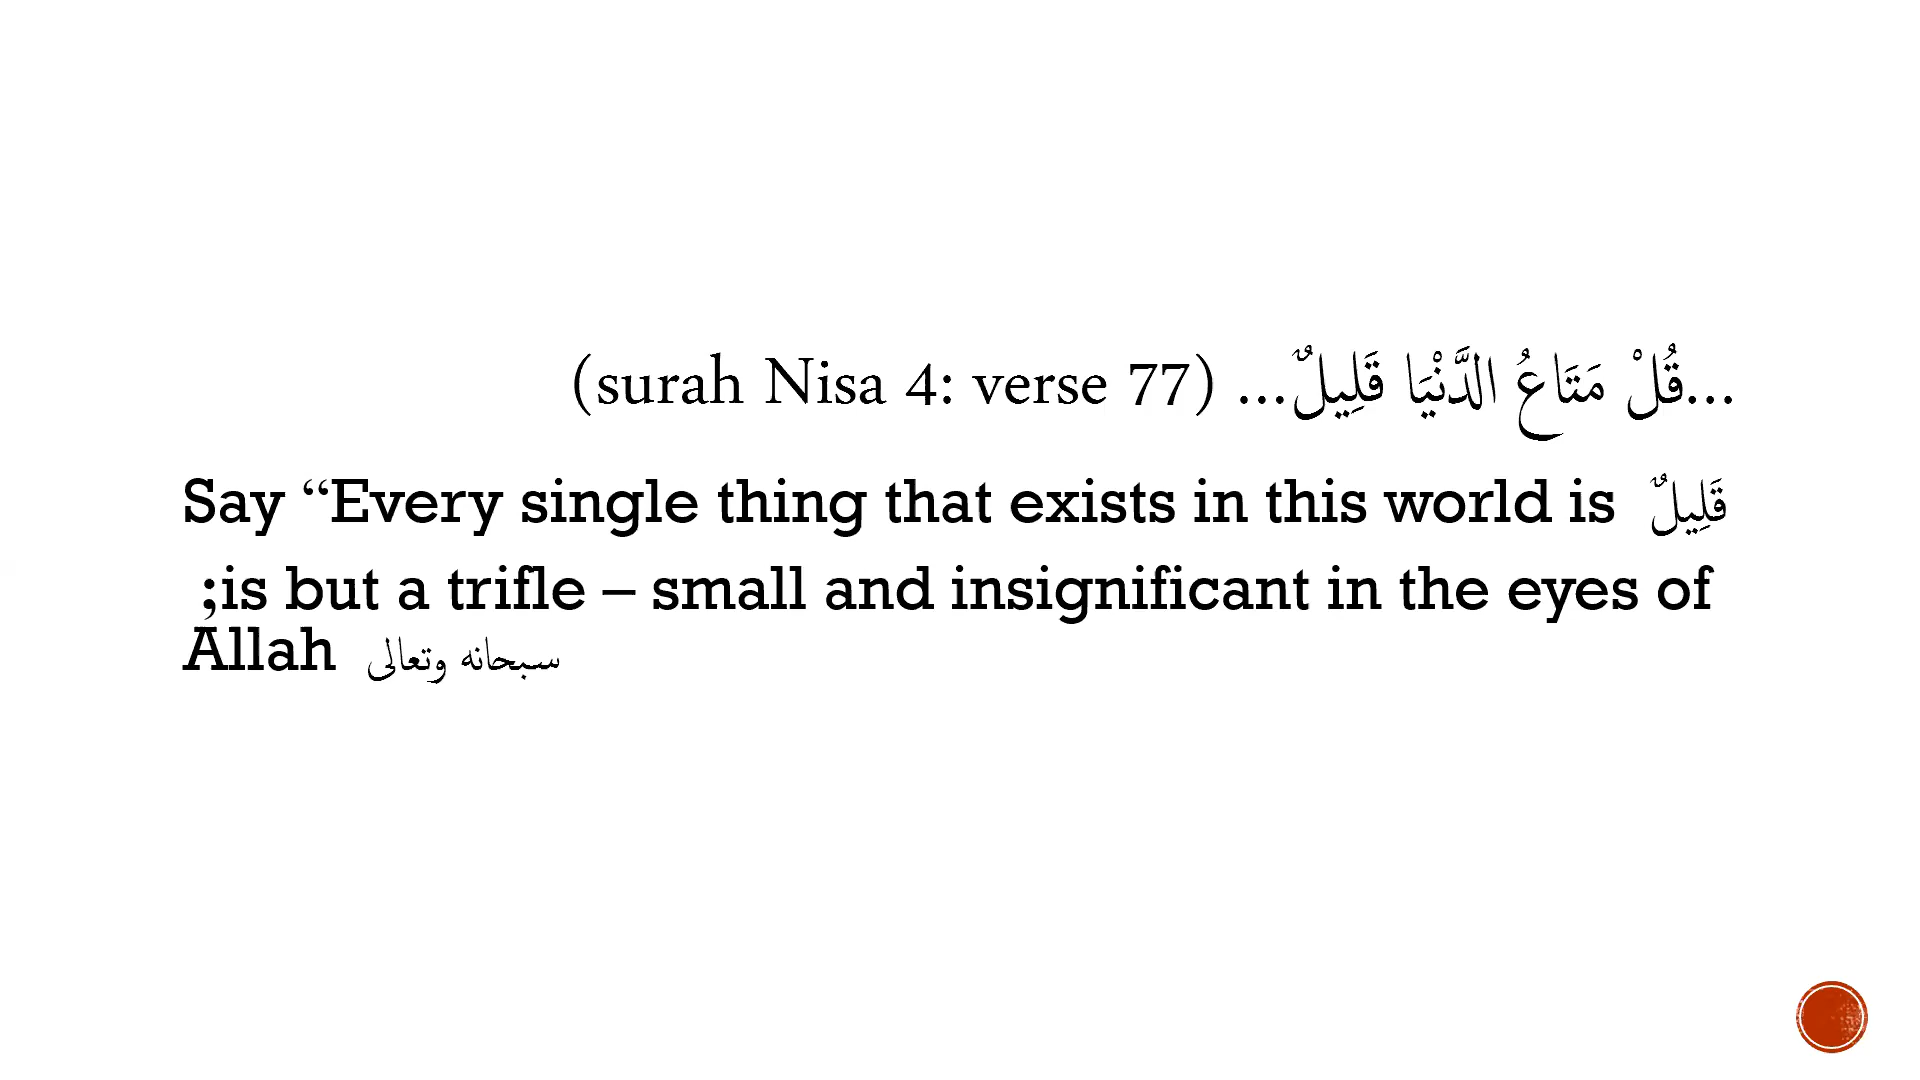 ...قُلْ مَتَاعُ الدَّنْيَا قَلِيلٌ... (surah Nisa 4: verse 77)
Say “Every single thing that exists in this world is قَلِيلٌ
;is but a trifle – small and insignificant in the eyes of
Allah سبحانه وتعالى